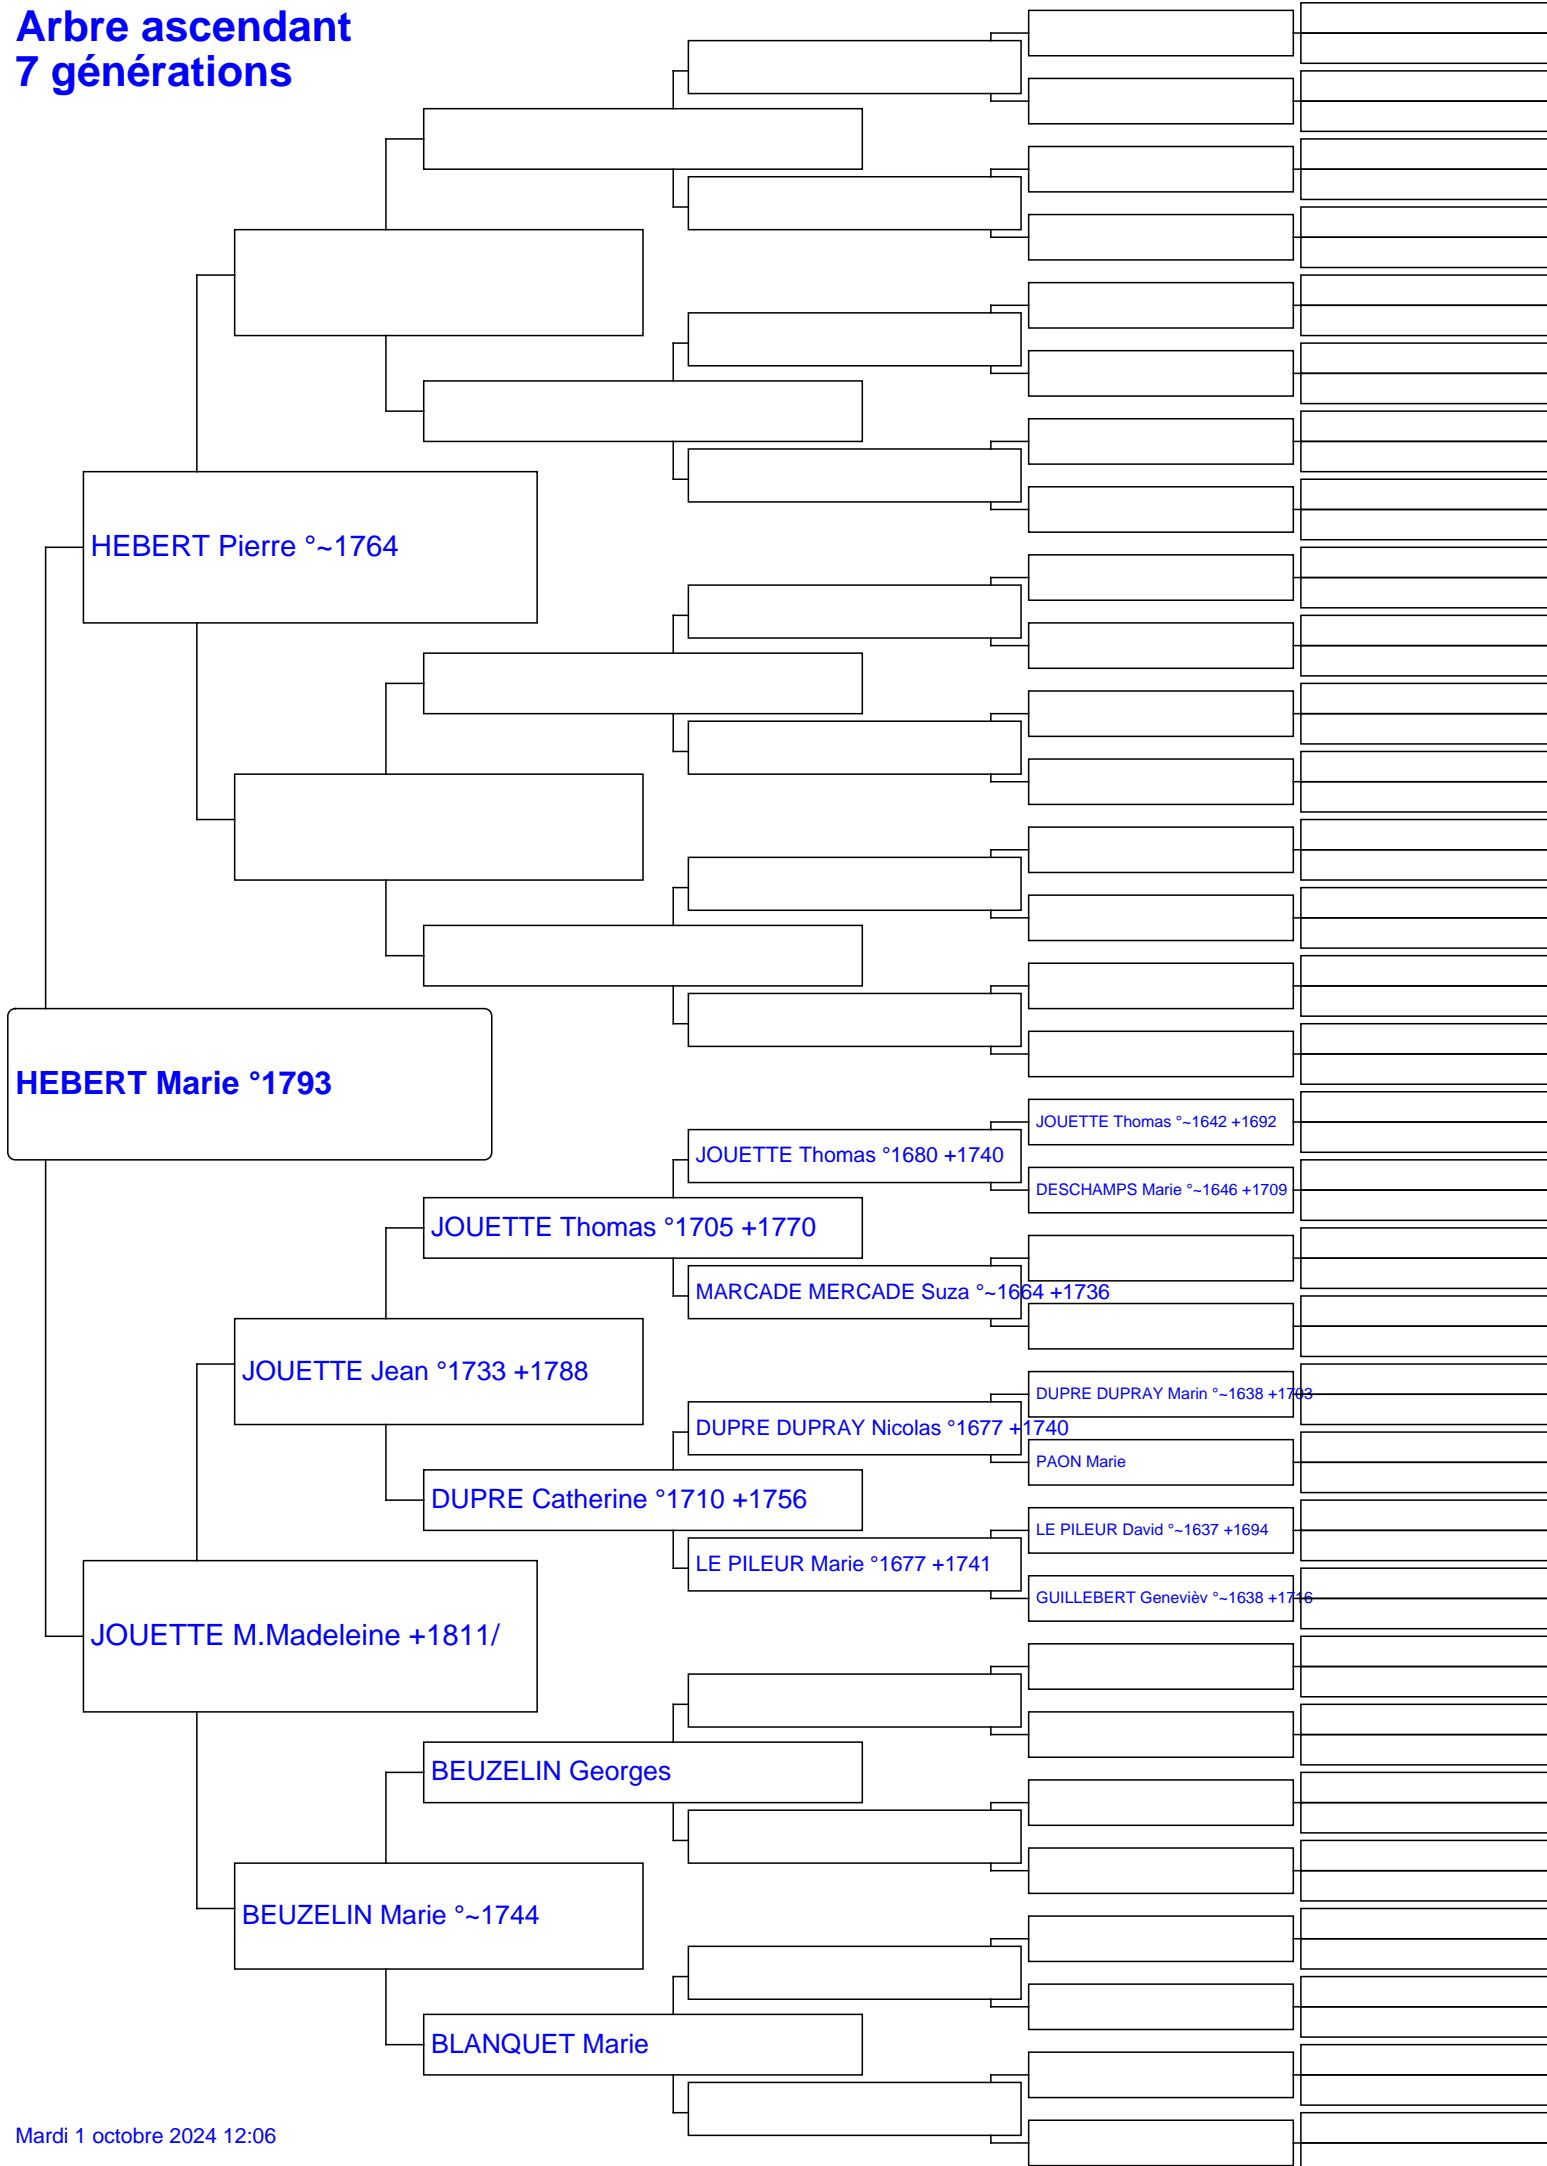 Arbre ascendant
7 générations
HEBERT Pierre °~1764
HEBERT Marie °1793
JOUETTE Thomas °~1642 +1692
JOUETTE Thomas °1680 +1740
DESCHAMPS Marie °~1646 +1709
JOUETTE Thomas °1705 +1770
MARCADE MERCADE Suza °~1664 +1736
JOUETTE Jean °1733 +1788
DUPRE DUPRAY Marin °~1638 +1703
DUPRE DUPRAY Nicolas °1677 +1740
PAON Marie
DUPRE Catherine °1710 +1756
LE PILEUR David °~1637 +1694
LE PILEUR Marie °1677 +1741
GUILLEBERT Genevièv °~1638 +1716
JOUETTE M.Madeleine +1811/
BEUZELIN Georges
BEUZELIN Marie °~1744
BLANQUET Marie
Mardi 1 octobre 2024 12:06